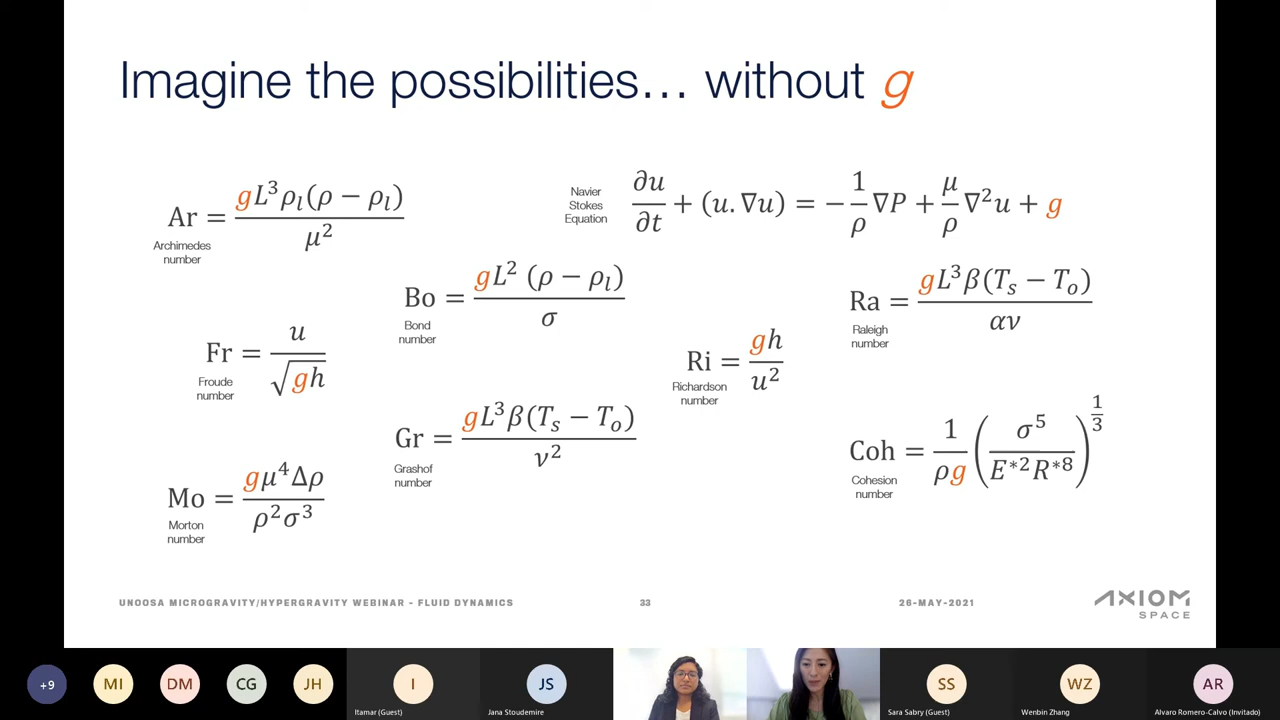 Imagine the possibilities... without g
Ar = gL³ρₗ(ρ − ρₗ) / μ²
Archimedes
number
Navier
Stokes
Equation
∂u/∂t + (u. ∇u) = − 1/ρ ∇P + μ/ρ ∇²u + g
Bo = gL² (ρ − ρₗ) / σ
Bond
number
Ra = gL³β(Tₛ − Tₒ) / αν
Raleigh
number
Fr = u / √gh
Froude
number
Ri = gh / u²
Richardson
number
Gr = gL³β(Tₛ − Tₒ) / ν²
Grashof
number
Coh = 1/ρg (σ⁵ / E*²R*⁸)^1/3
Cohesion
number
Mo = gμ⁴Δρ / ρ²σ³
Morton
number
UNOOSA MICROGRAVITY/HYPERGRAVITY WEBINAR - FLUID DYNAMICS
33
26-MAY-2021
AXIOM
SPACE
+9
MI
DM
CG
JH
I
Itamar (Guest)
JS
Jana Stoudemire
SS
Sara Sabry (Guest)
WZ
Wenbin Zhang
AR
Alvaro Romero-Calvo (Invitado)